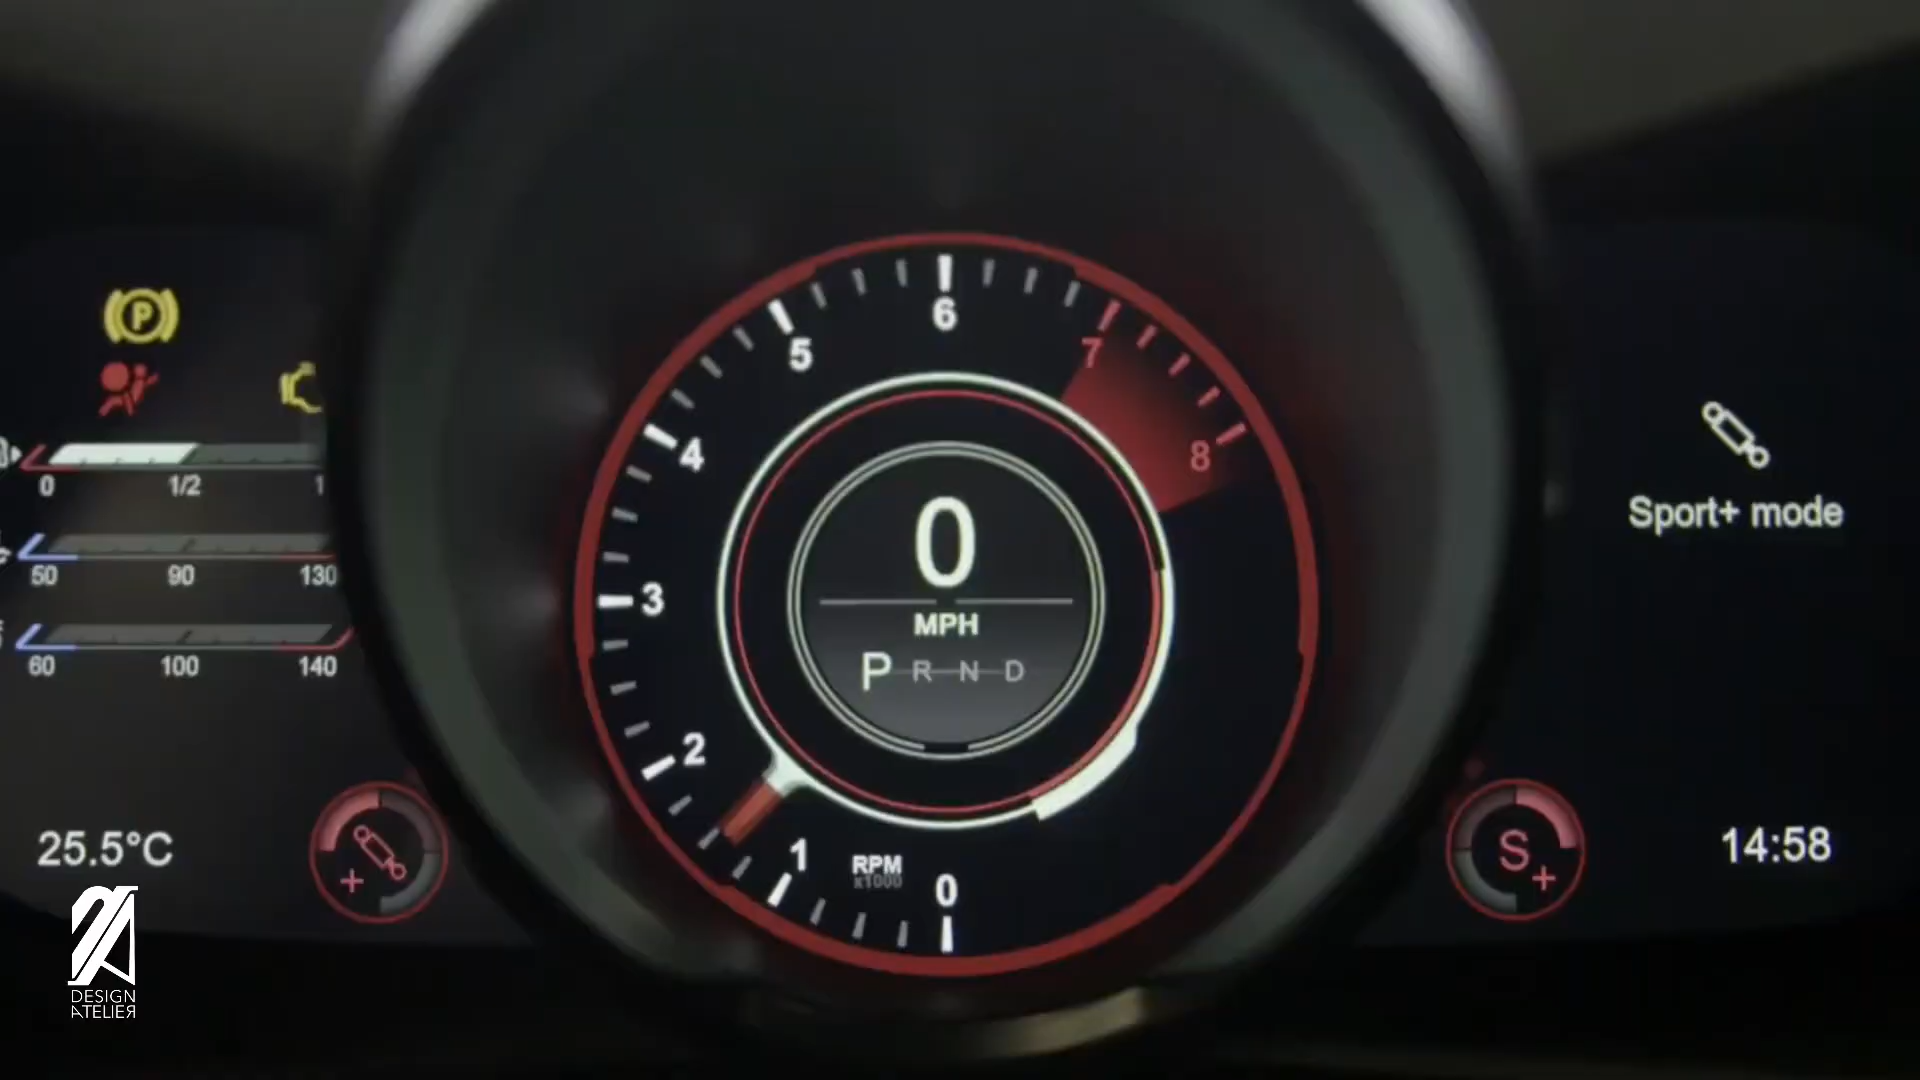 P
0 1/2 1
50 90 130
60 100 140
25.5°C
+
DESIGN
ATELIER
6
5
7
4
8
3
2
1
0
RPM
x1000
0
MPH
P R N D
Sport+ mode
S+
14:58